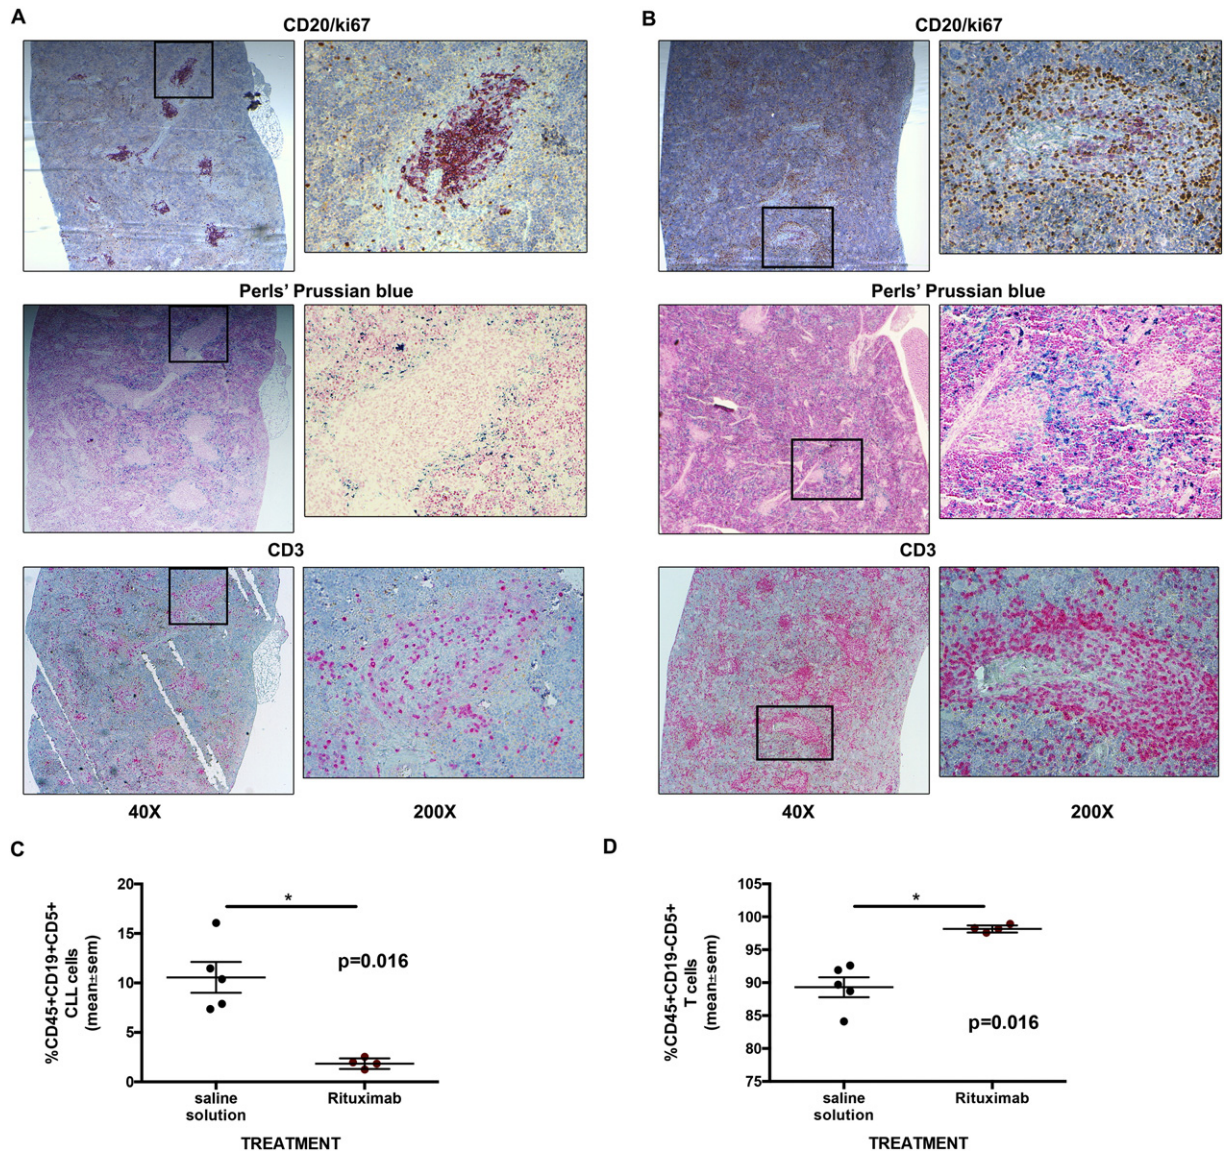 A
CD20/ki67
Perls’ Prussian blue
CD3
40X
200X
B
CD20/ki67
Perls’ Prussian blue
CD3
40X
200X
C
%CD45+CD19+CD5+
CLL cells
(mean±sem)
20
15
10
5
0
*
p=0.016
saline
solution
Rituximab
TREATMENT
D
%CD45+CD19-CD5+
T cells
(mean±sem)
105
100
95
90
85
80
75
*
p=0.016
saline
solution
Rituximab
TREATMENT